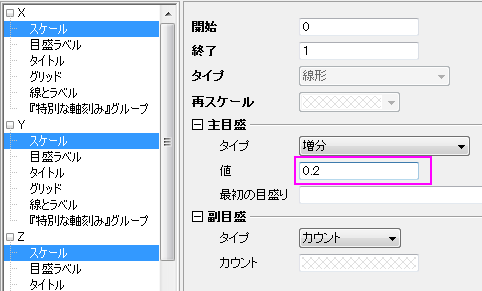 X
スケール
目盛ラベル
タイトル
グリッド
線とラベル
『特別な軸刻み』グループ
Y
スケール
目盛ラベル
タイトル
グリッド
線とラベル
『特別な軸刻み』グループ
Z
スケール
目盛ラベル
タイトル
開始 0
終了 1
タイプ 線形
再スケール
主目盛
タイプ 増分
値 0.2
最初の目盛り
副目盛
タイプ カウント
カウント